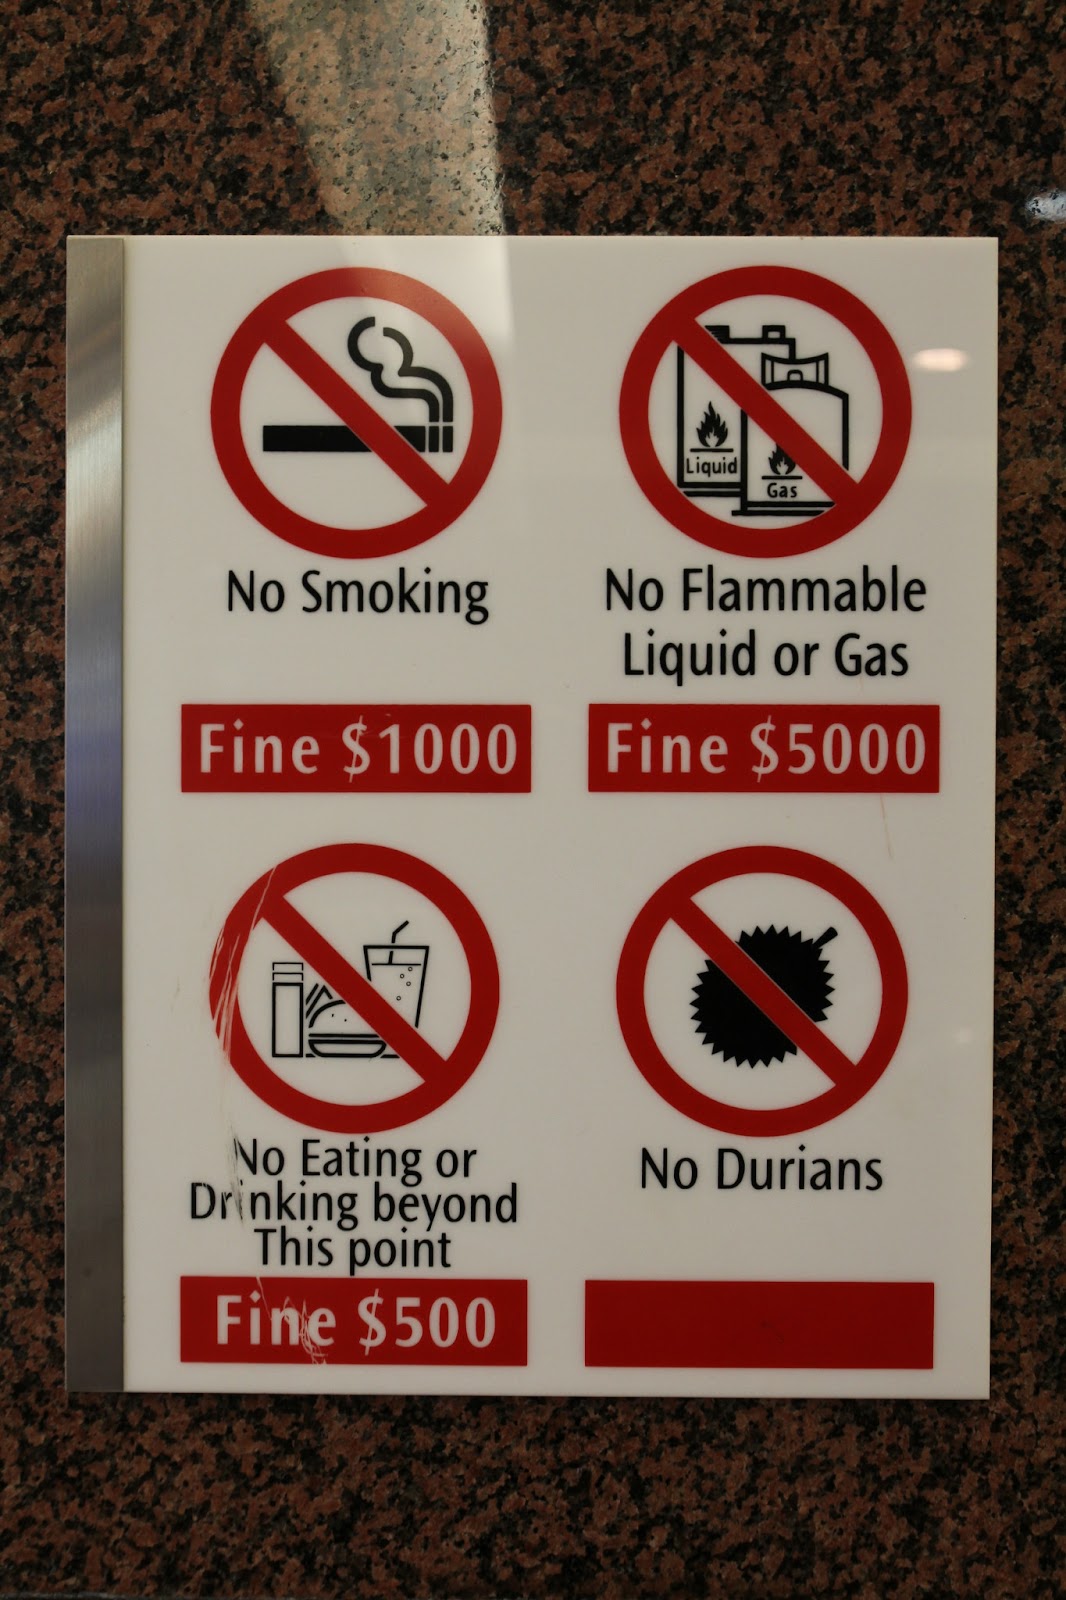 Liquid
Gas
No Smoking
No Flammable
Liquid or Gas
Fine $1000
Fine $5000
No Eating or
Drinking beyond
This point
No Durians
Fine $500